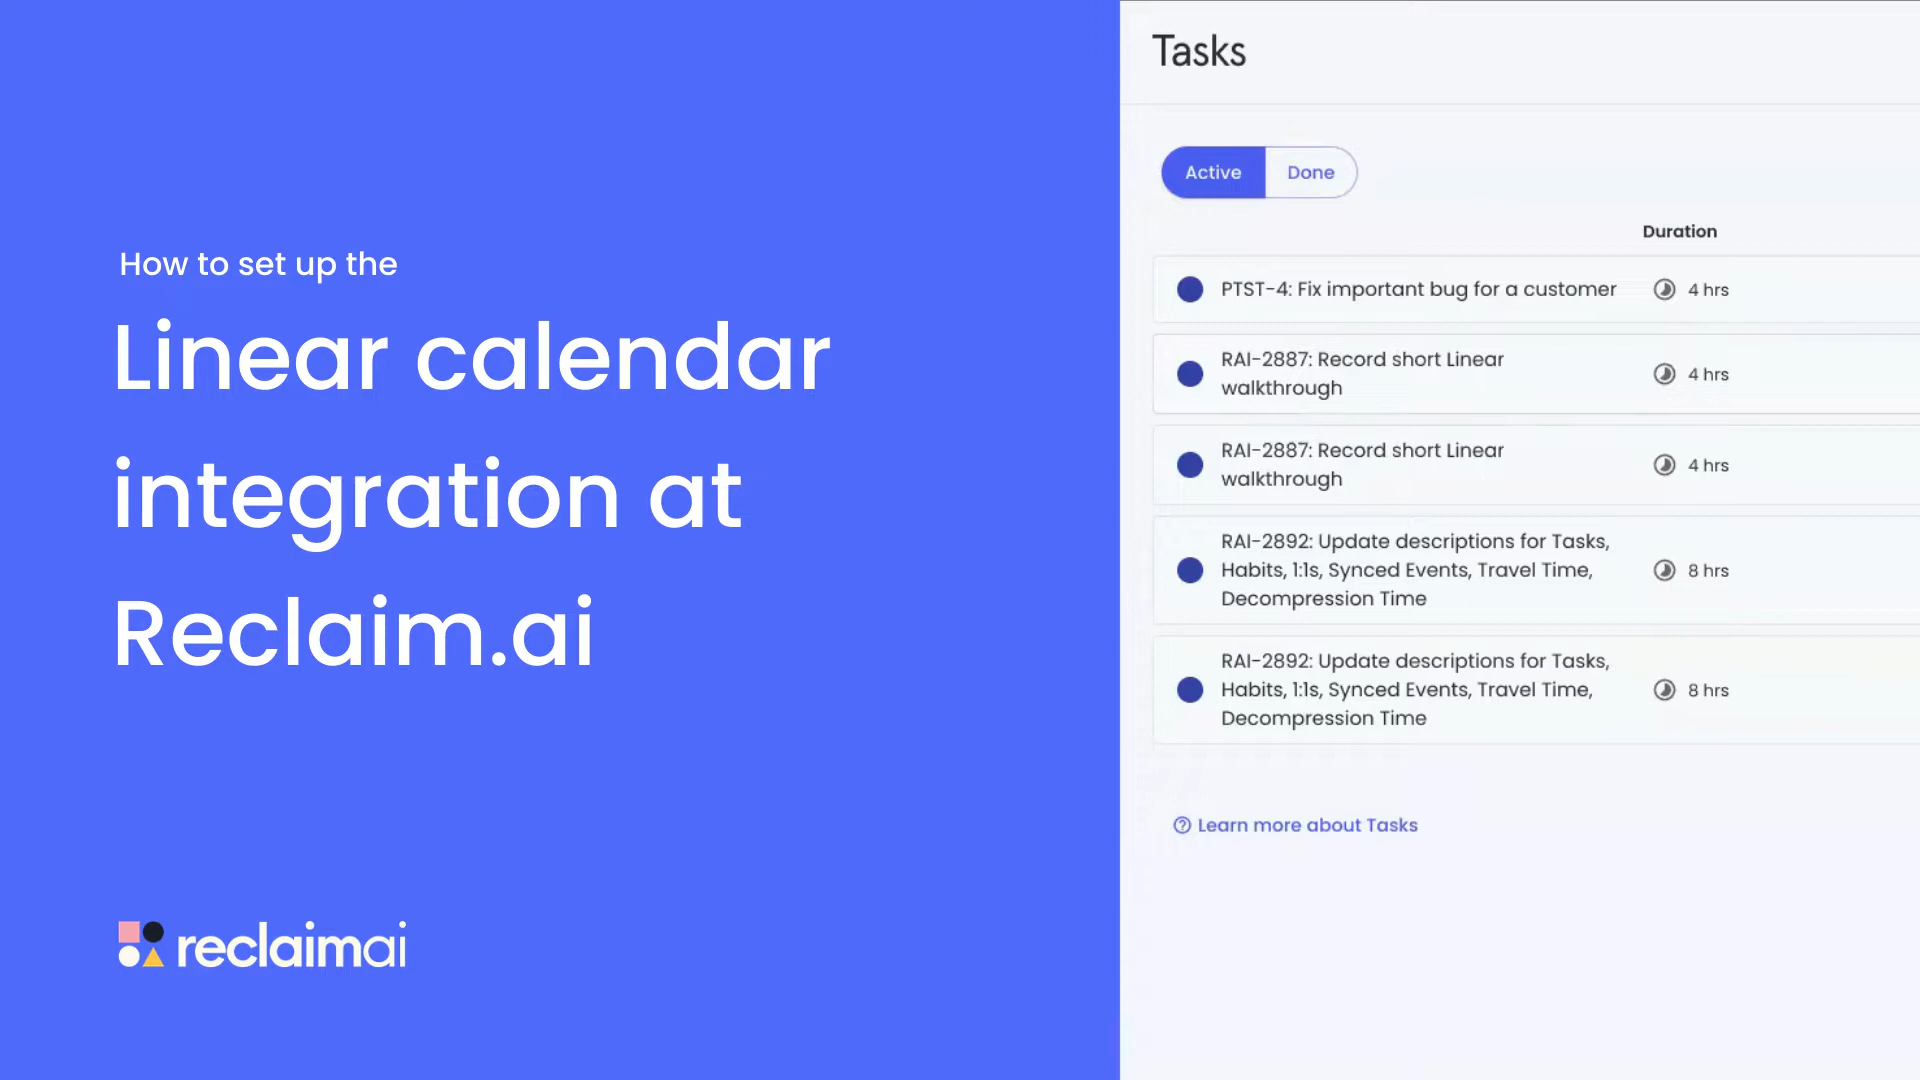 How to set up the
Linear calendar
integration at
Reclaim.ai
reclaimai
Tasks
Active
Done
Duration
PTST-4: Fix important bug for a customer
4 hrs
RAI-2887: Record short Linear
walkthrough
4 hrs
RAI-2887: Record short Linear
walkthrough
4 hrs
RAI-2892: Update descriptions for Tasks,
Habits, 1:1s, Synced Events, Travel Time,
Decompression Time
8 hrs
RAI-2892: Update descriptions for Tasks,
Habits, 1:1s, Synced Events, Travel Time,
Decompression Time
8 hrs
Learn more about Tasks